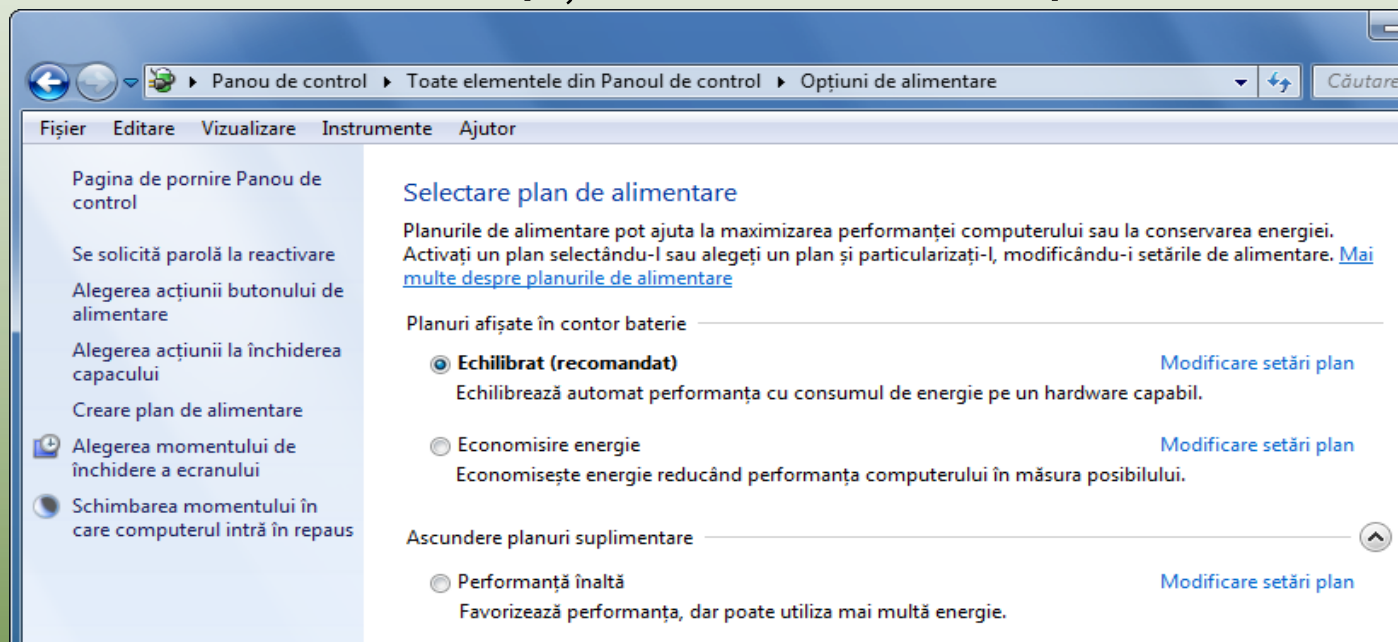 Panou de control ▸ Toate elementele din Panoul de control ▸ Opțiuni de alimentare
Căutare
Fișier Editare Vizualizare Instrumente Ajutor
Pagina de pornire Panou de
control
Se solicită parolă la reactivare
Alegerea acțiunii butonului de
alimentare
Alegerea acțiunii la închiderea
capacului
Creare plan de alimentare
Alegerea momentului de
închidere a ecranului
Schimbarea momentului în
care computerul intră în repaus
Selectare plan de alimentare
Planurile de alimentare pot ajuta la maximizarea performanței computerului sau la conservarea energiei.
Activați un plan selectându-l sau alegeți un plan și particularizați-l, modificându-i setările de alimentare. Mai
multe despre planurile de alimentare
Planuri afișate în contor baterie
Echilibrat (recomandat) Modificare setări plan
Echilibrează automat performanța cu consumul de energie pe un hardware capabil.
Economisire energie Modificare setări plan
Economisește energie reducând performanța computerului în măsura posibilului.
Ascundere planuri suplimentare
Performanță înaltă Modificare setări plan
Favorizează performanța, dar poate utiliza mai multă energie.